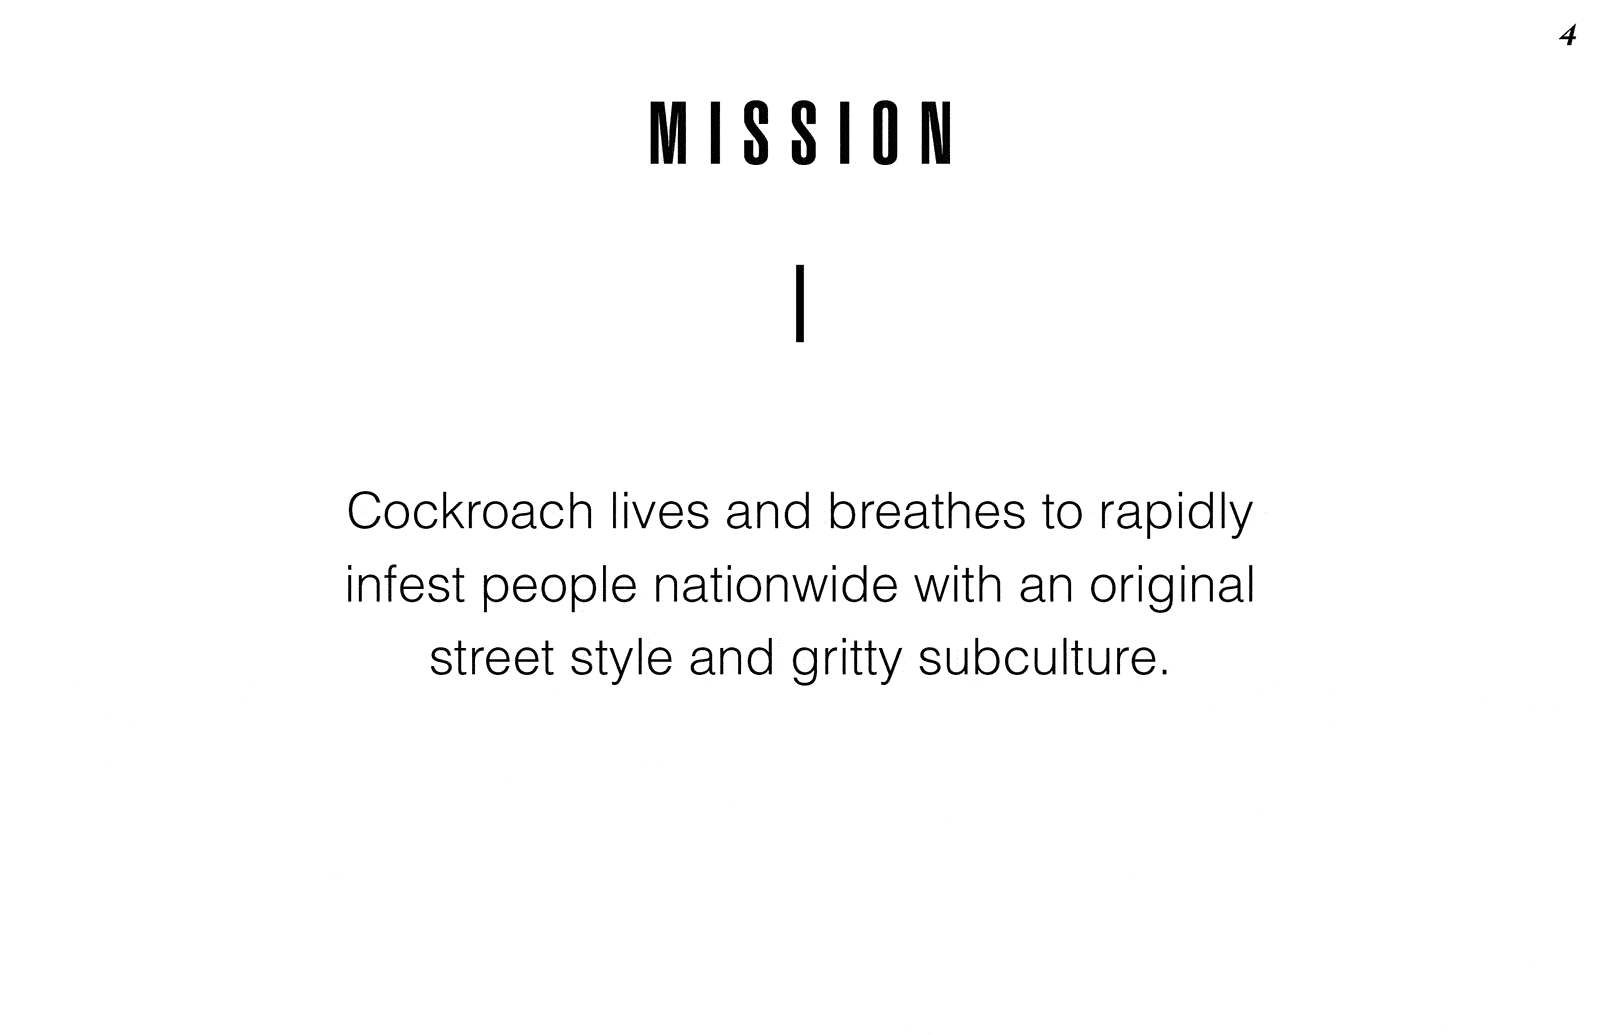 4
MISSION
Cockroach lives and breathes to rapidly
infest people nationwide with an original
street style and gritty subculture.